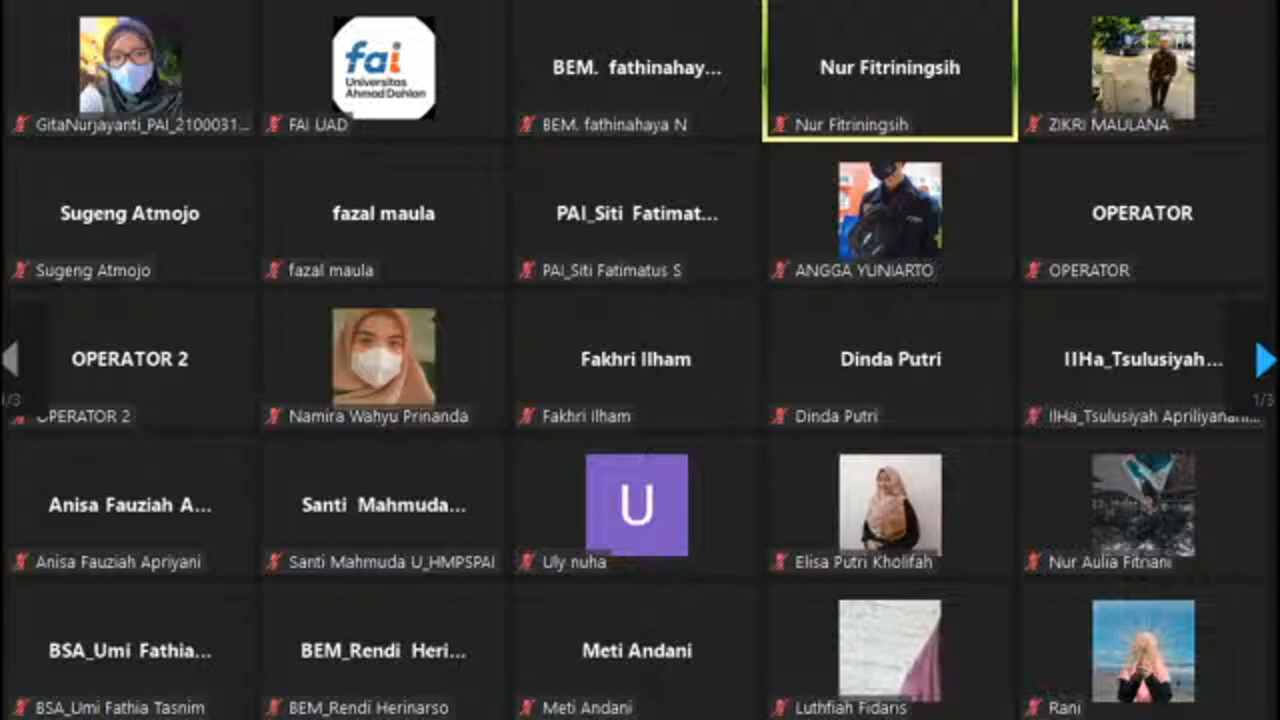 fai
Universitas
Ahmad Dahlan
BEM. fathinahay...
Nur Fitriningsih
GitaNurjayanti_PAI_2100031...
FAI UAD
BEM. fathinahaya N
Nur Fitriningsih
ZIKRI MAULANA
Sugeng Atmojo
fazal maula
PAI_Siti Fatimat...
OPERATOR
Sugeng Atmojo
fazal maula
PAI_Siti Fatimatus S
ANGGA YUNIARTO
OPERATOR
OPERATOR 2
Fakhri Ilham
Dinda Putri
IIHa_Tsulusiyah...
1/3
1/3
OPERATOR 2
Namira Wahyu Prinanda
Fakhri Ilham
Dinda Putri
IIHa_Tsulusiyah Apriliyanani...
Anisa Fauziah A...
Santi Mahmuda...
U
Anisa Fauziah Apriyani
Santi Mahmuda U_HMPSPAI
Uly nuha
Elisa Putri Kholifah
Nur Aulia Fitriani
BSA_Umi Fathia...
BEM_Rendi Heri...
Meti Andani
BSA_Umi Fathia Tasnim
BEM_Rendi Herinarso
Meti Andani
Luthfiah Fidaris
Rani